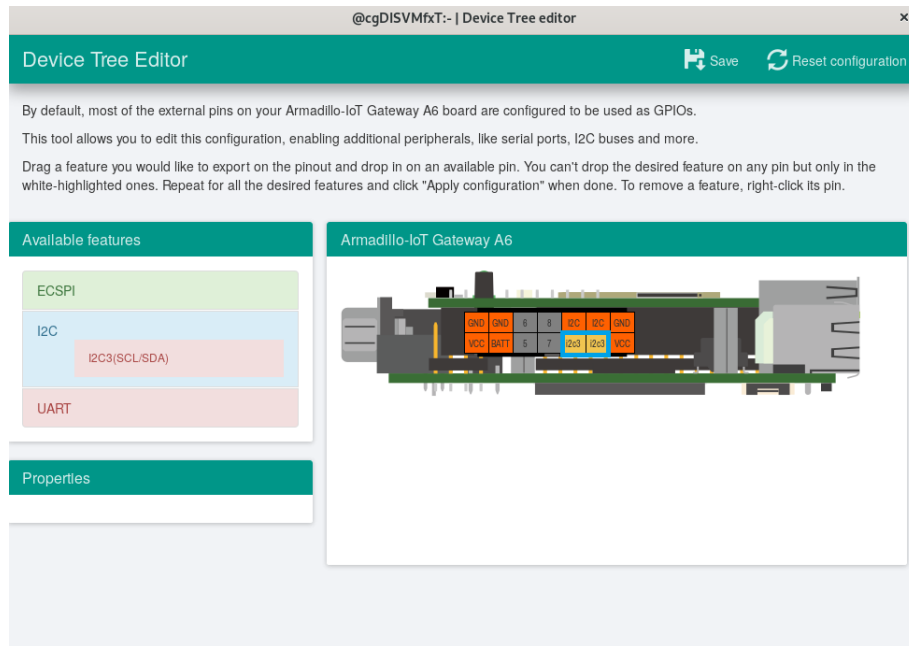 @cgDISVMfxT:- | Device Tree editor ×
Device Tree Editor
Save
Reset configuration
By default, most of the external pins on your Armadillo-IoT Gateway A6 board are configured to be used as GPIOs.
This tool allows you to edit this configuration, enabling additional peripherals, like serial ports, I2C buses and more.
Drag a feature you would like to export on the pinout and drop in on an available pin. You can't drop the desired feature on any pin but only in the
white-highlighted ones. Repeat for all the desired features and click "Apply configuration" when done. To remove a feature, right-click its pin.
Available features
ECSPI
I2C
I2C3(SCL/SDA)
UART
Properties
Armadillo-IoT Gateway A6
GND GND 6 8 I2C I2C GND
VCC BATT 5 7 i2c3 i2c3 VCC